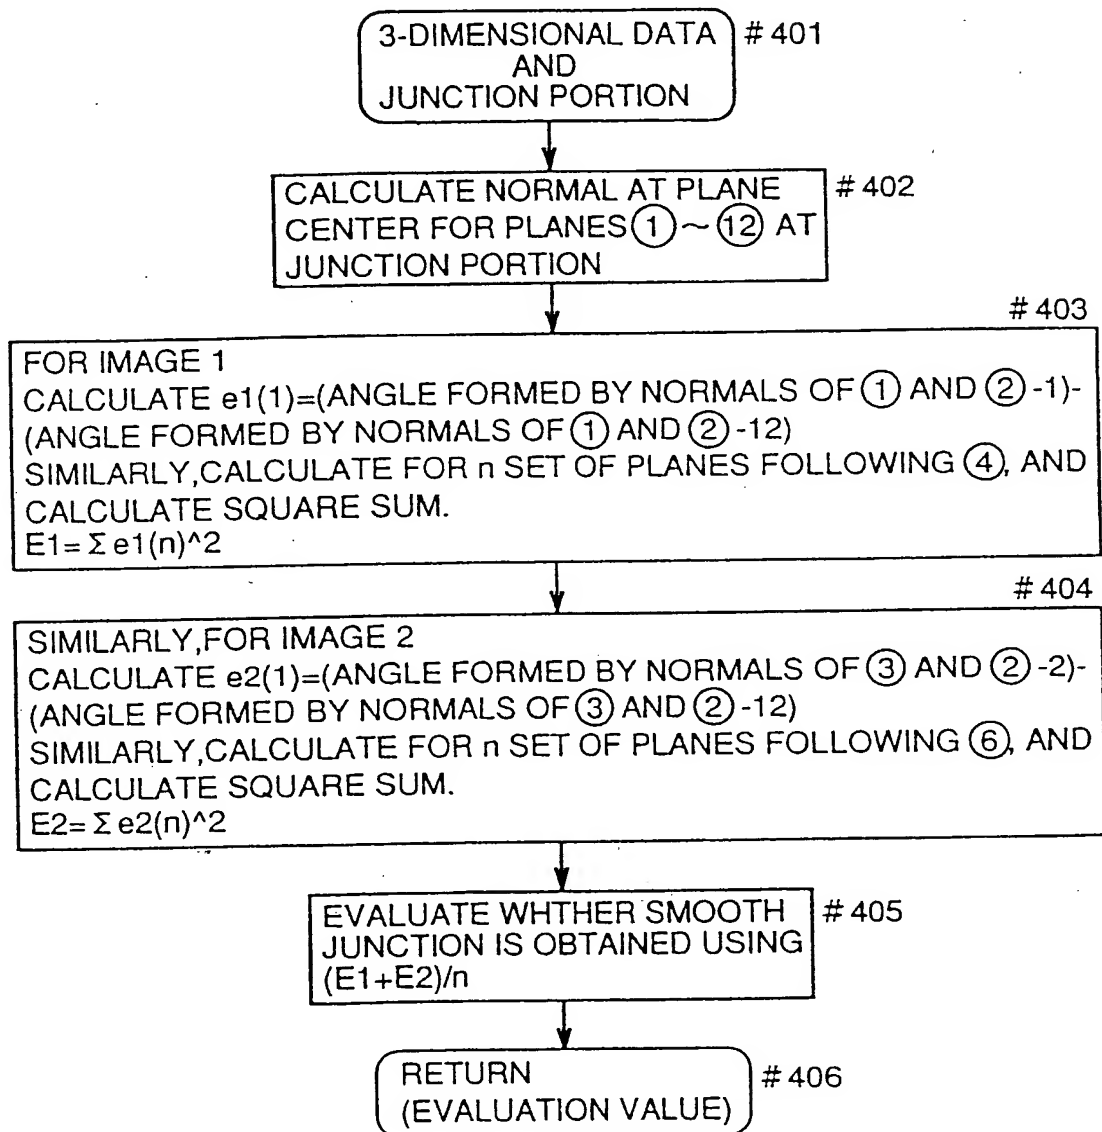 3-DIMENSIONAL DATA
AND
JUNCTION PORTION
#401
CALCULATE NORMAL AT PLANE
CENTER FOR PLANES ① ~ ⑫ AT
JUNCTION PORTION
#402
#403
FOR IMAGE 1
CALCULATE e1(1)=(ANGLE FORMED BY NORMALS OF ① AND ② -1)-
(ANGLE FORMED BY NORMALS OF ① AND ② -12)
SIMILARLY,CALCULATE FOR n SET OF PLANES FOLLOWING ④, AND
CALCULATE SQUARE SUM.
E1= Σ e1(n)^2
#404
SIMILARLY,FOR IMAGE 2
CALCULATE e2(1)=(ANGLE FORMED BY NORMALS OF ③ AND ② -2)-
(ANGLE FORMED BY NORMALS OF ③ AND ② -12)
SIMILARLY,CALCULATE FOR n SET OF PLANES FOLLOWING ⑥, AND
CALCULATE SQUARE SUM.
E2= Σ e2(n)^2
EVALUATE WHTHER SMOOTH
JUNCTION IS OBTAINED USING
(E1+E2)/n
#405
RETURN
(EVALUATION VALUE)
#406